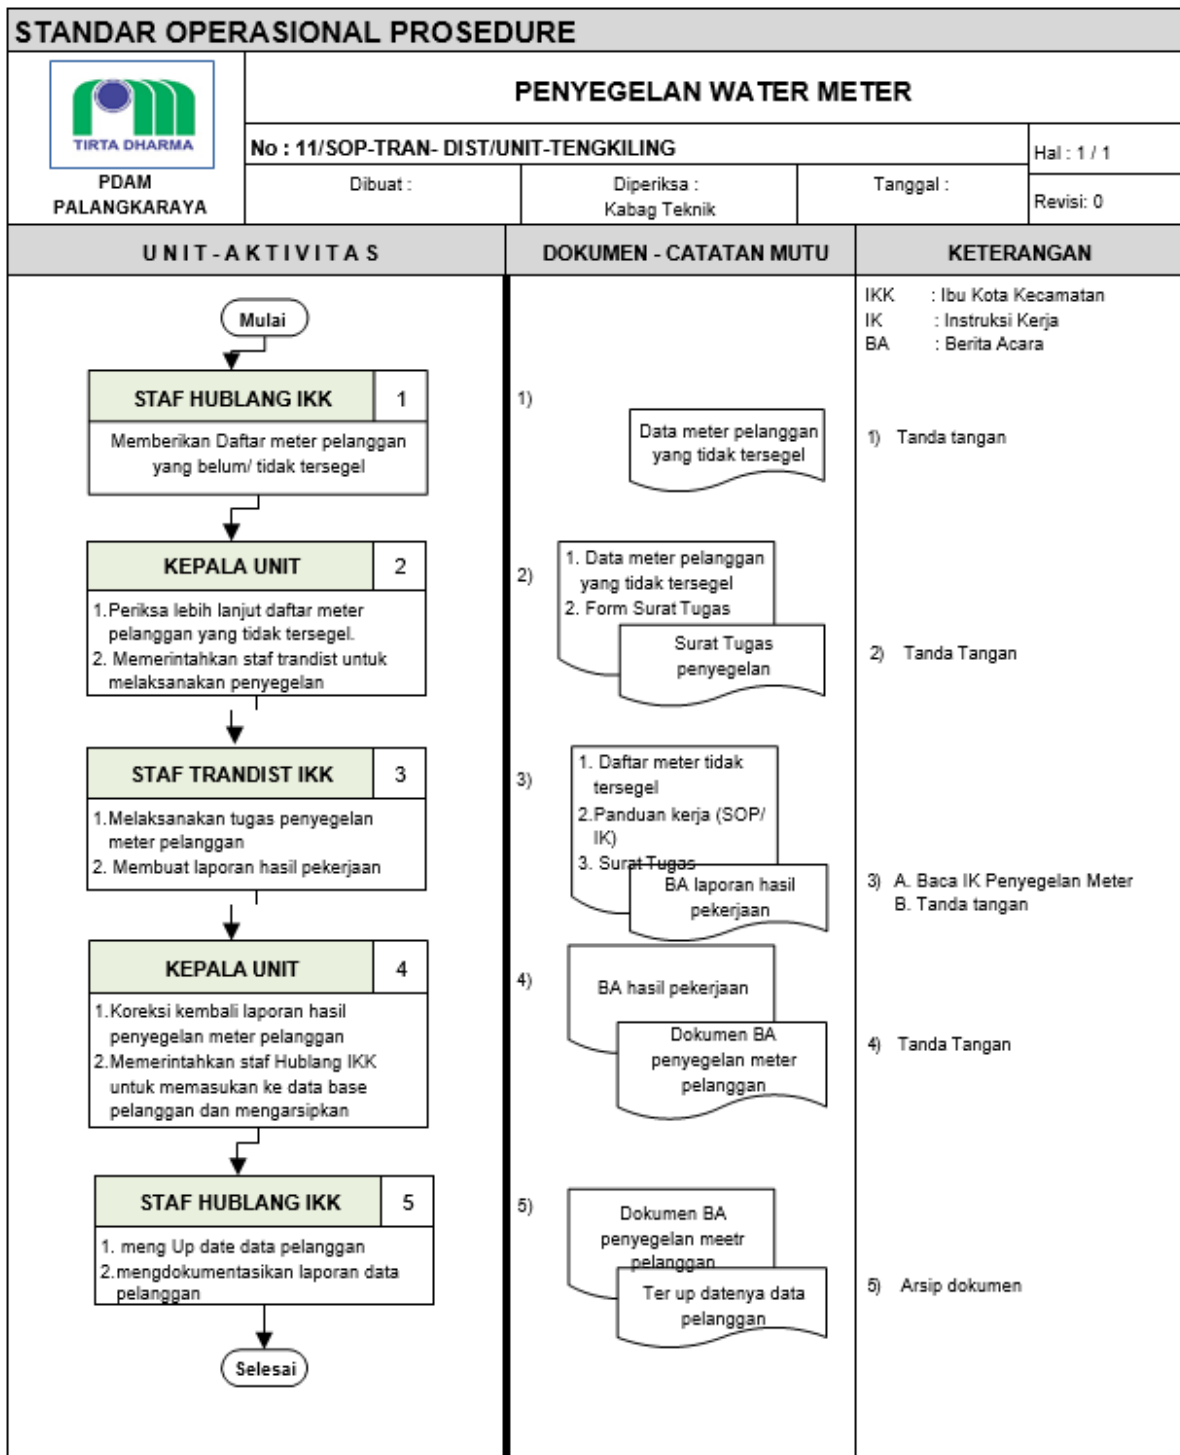 STANDAR OPERASIONAL PROSEDURE
TIRTA DHARMA
PDAM
PALANGKARAYA
PENYEGELAN WATER METER
No : 11/SOP-TRAN- DIST/UNIT-TENGKILING
Hal : 1 / 1
Dibuat :
Diperiksa :
Kabag Teknik
Tanggal :
Revisi: 0
U N I T - A K T I V I T A S
DOKUMEN - CATATAN MUTU
KETERANGAN
IKK : Ibu Kota Kecamatan
IK : Instruksi Kerja
BA : Berita Acara
Mulai
STAF HUBLANG IKK 1
Memberikan Daftar meter pelanggan
yang belum/ tidak tersegel
1)
Data meter pelanggan
yang tidak tersegel
1) Tanda tangan
KEPALA UNIT 2
1.Periksa lebih lanjut daftar meter
pelanggan yang tidak tersegel.
2. Memerintahkan staf trandist untuk
melaksanakan penyegelan
2)
1. Data meter pelanggan
yang tidak tersegel
2. Form Surat Tugas
Surat Tugas
penyegelan
2) Tanda Tangan
STAF TRANDIST IKK 3
1.Melaksanakan tugas penyegelan
meter pelanggan
2. Membuat laporan hasil pekerjaan
3)
1. Daftar meter tidak
tersegel
2.Panduan kerja (SOP/
IK)
3. Surat Tugas
BA laporan hasil
pekerjaan
3) A. Baca IK Penyegelan Meter
B. Tanda tangan
KEPALA UNIT 4
1.Koreksi kembali laporan hasil
penyegelan meter pelanggan
2.Memerintahkan staf Hublang IKK
untuk memasukan ke data base
pelanggan dan mengarsipkan
4)
BA hasil pekerjaan
Dokumen BA
penyegelan meter
pelanggan
4) Tanda Tangan
STAF HUBLANG IKK 5
1. meng Up date data pelanggan
2.mengdokumentasikan laporan data
pelanggan
5)
Dokumen BA
penyegelan meetr
pelanggan
Ter up datenya data
pelanggan
5) Arsip dokumen
Selesai